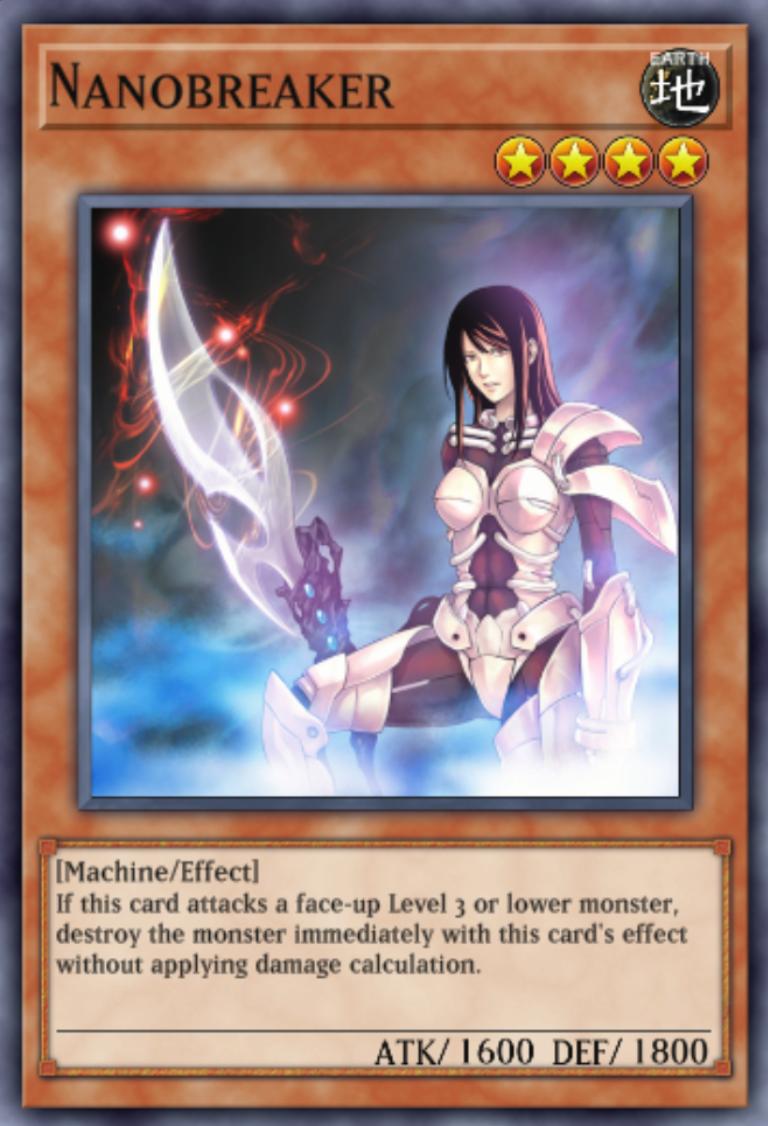 NANOBREAKER
EARTH
地
[Machine/Effect]
If this card attacks a face-up Level 3 or lower monster,
destroy the monster immediately with this card's effect
without applying damage calculation.
ATK/ 1600 DEF/ 1800